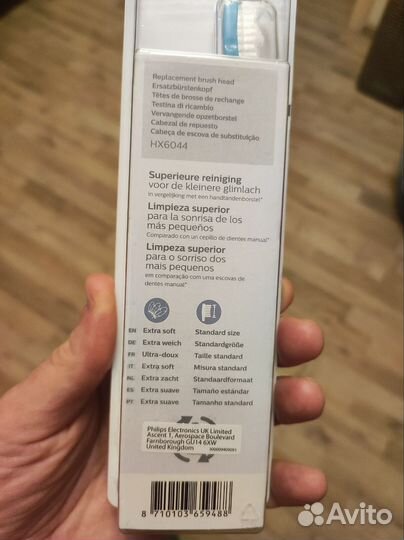 Replacement brush head
Ersatzbürstenkopf
Têtes de brosse de rechange
Testina di ricambio
Vervangende opzetborstel
Cabezal de repuesto
Cabeça de escova de substituição
HX6044
Superieure reiniging
voor de kleinere glimlach
in vergelijking met een handtandenborstel*
Limpieza superior
para la sonrisa de los
más pequeños
Comparado con un cepillo de dientes manual*
Limpeza superior
para o sorriso dos
mais pequenos
em comparação com uma escovas de
dentes manual*
EN Extra soft Standard size
DE Extra weich Standardgröße
FR Ultra-doux Taille standard
IT Extra soft Misura standard
NL Extra zacht Standaardformaat
ES Extra suave Tamaño estándar
PT Extra suave Tamanho standard
Philips Electronics UK Limited
Ascent 1, Aerospace Boulevard
Farnborough GU14 6XW
United Kingdom
8 710103 659488
Avito